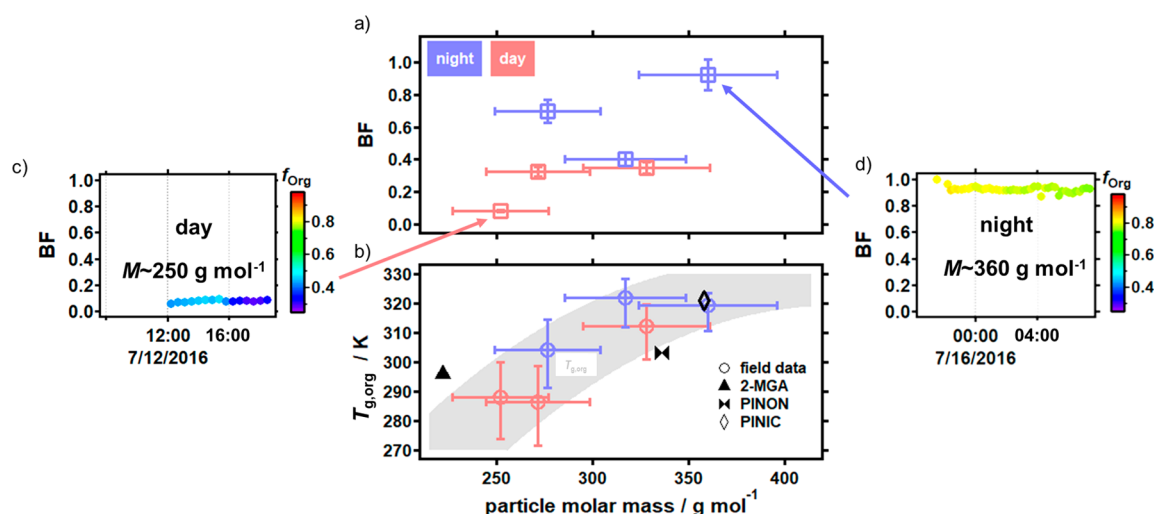 a)
night day
BF
1.0
0.8
0.6
0.4
0.2
0.0
c)
BF
1.0
0.8
0.6
0.4
0.2
0.0
day
M~250 g mol-1
12:00 16:00
7/12/2016
fOrg
0.8
0.6
0.4
d)
BF
1.0
0.8
0.6
0.4
0.2
0.0
night
M~360 g mol-1
00:00 04:00
7/16/2016
fOrg
0.8
0.6
0.4
b)
Tg,org / K
330
320
310
300
290
280
270
Tg,org
field data
2-MGA
PINON
PINIC
250 300 350 400
particle molar mass / g mol-1